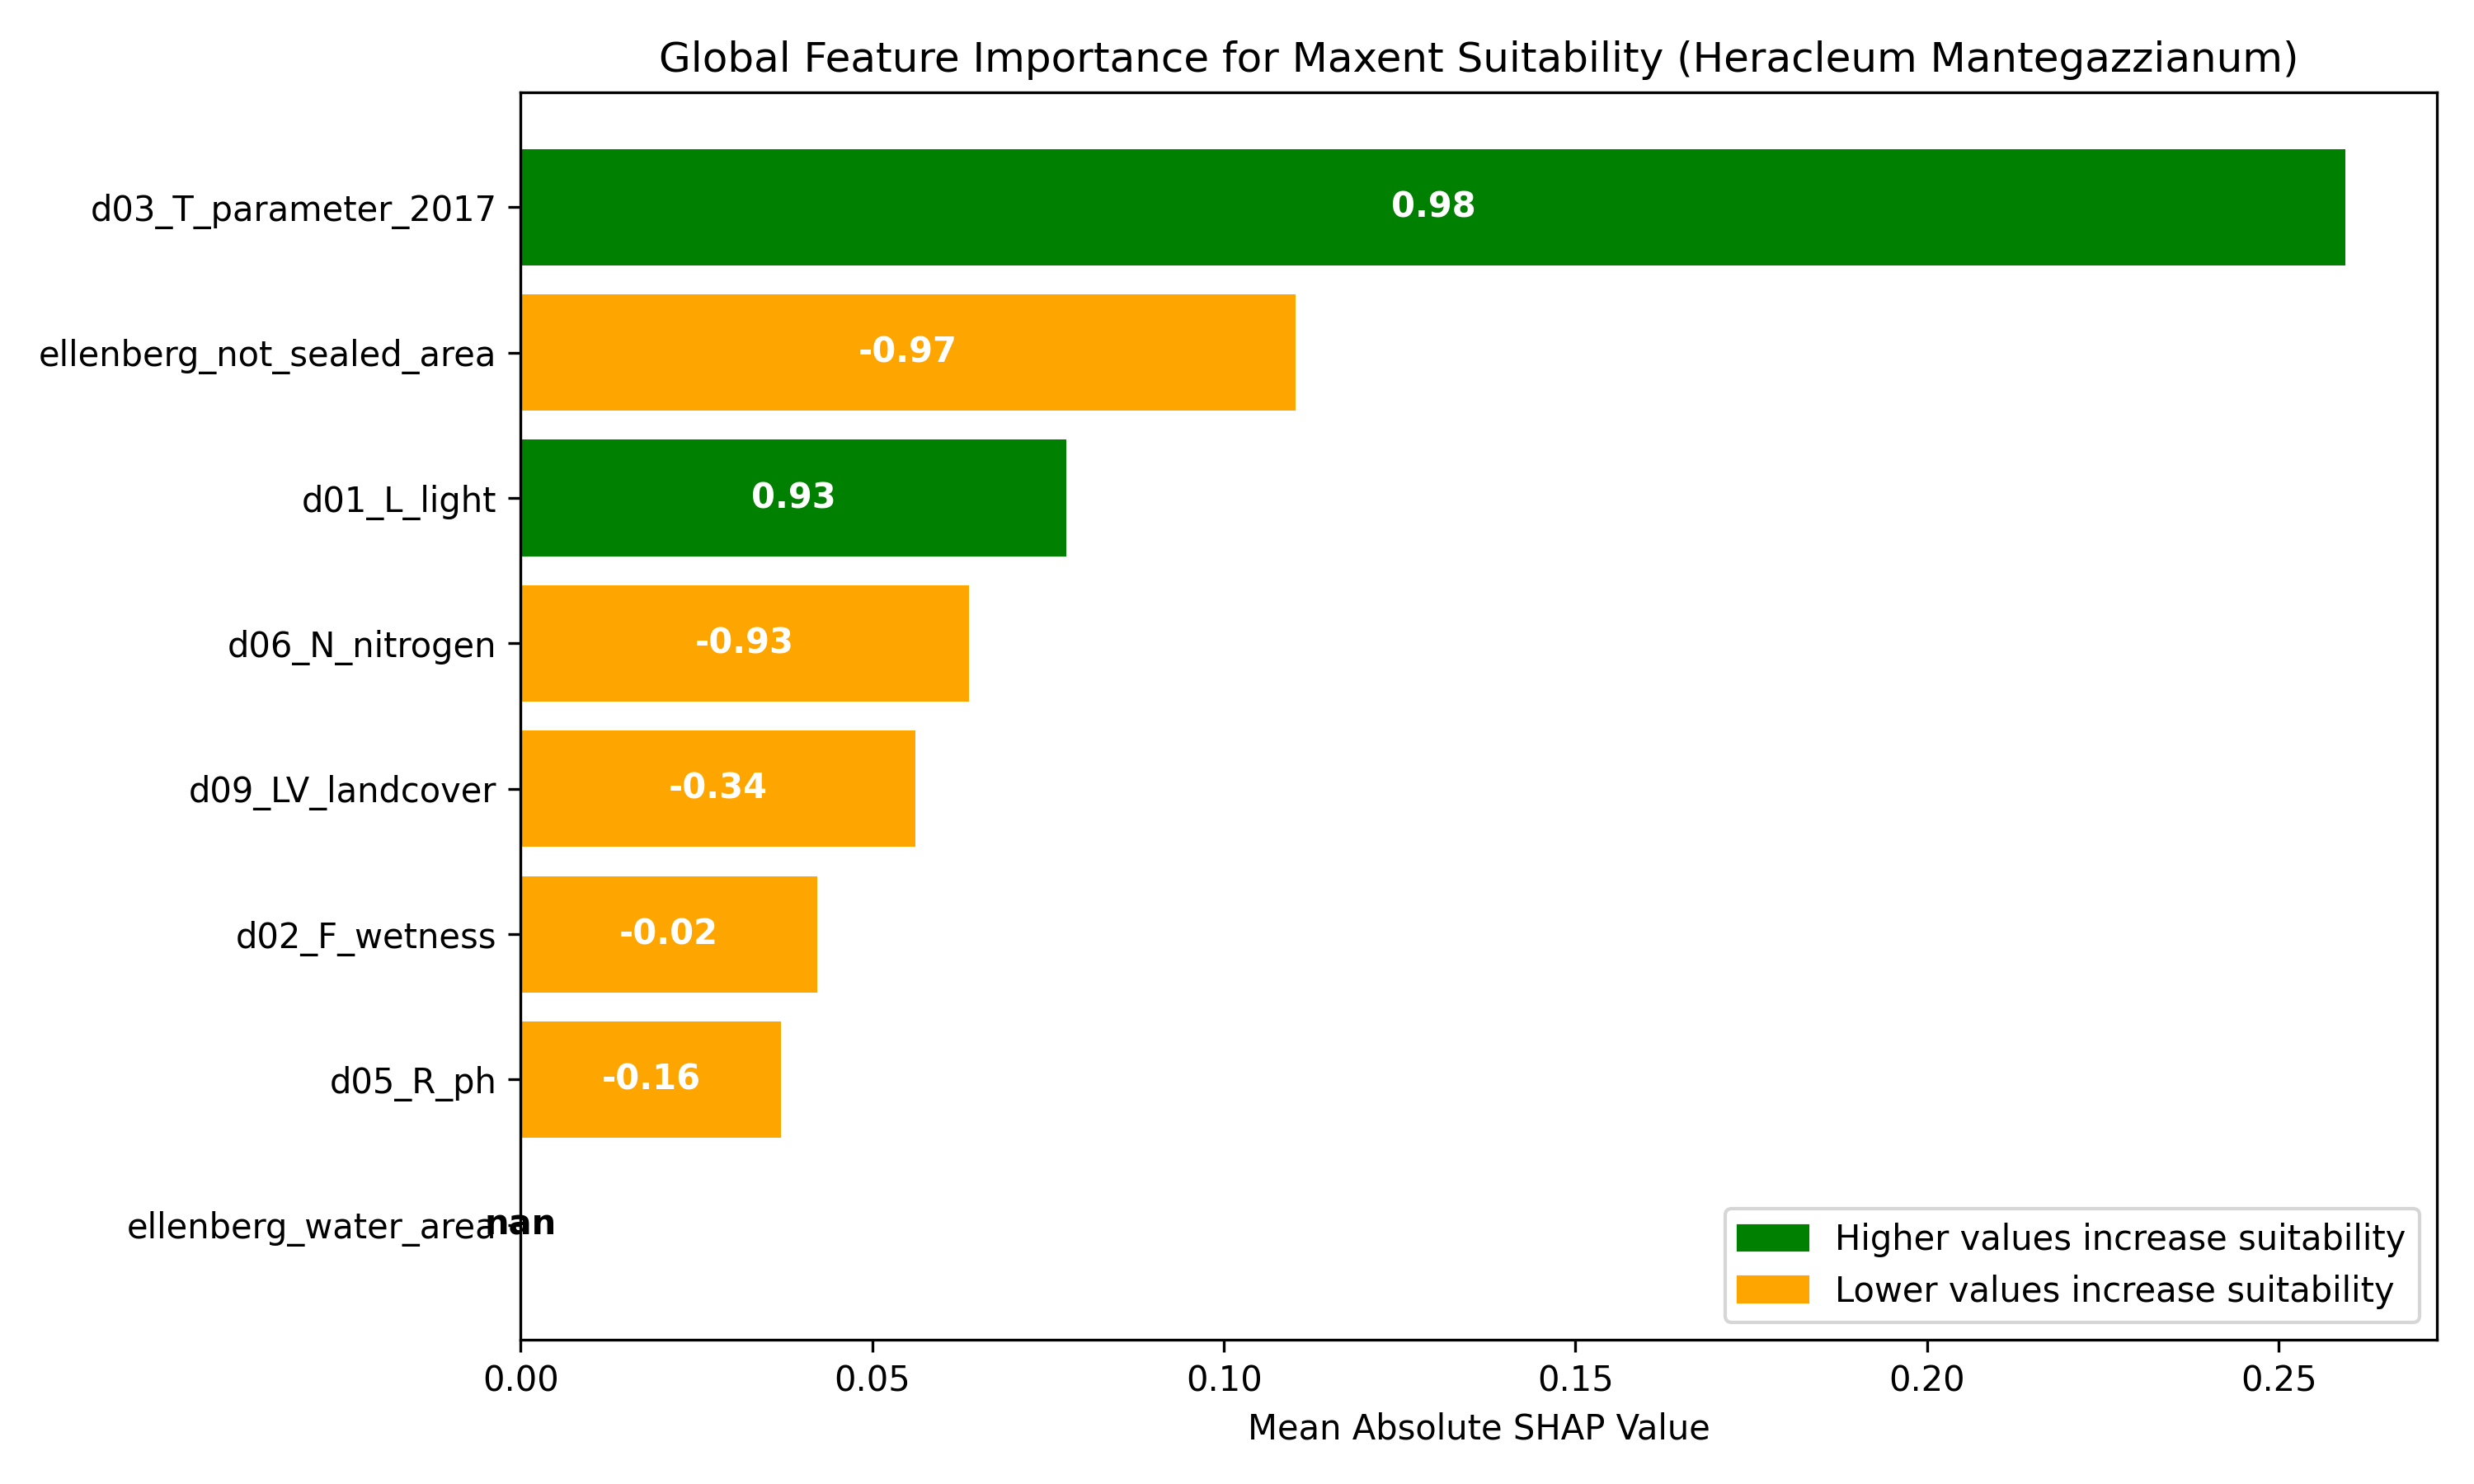 Global Feature Importance for Maxent Suitability (Heracleum Mantegazzianum)
d03_T_parameter_2017
0.98
ellenberg_not_sealed_area
-0.97
d01_L_light
0.93
d06_N_nitrogen
-0.93
d09_LV_landcover
-0.34
d02_F_wetness
-0.02
d05_R_ph
-0.16
ellenberg_water_area
nan
Higher values increase suitability
Lower values increase suitability
0.00 0.05 0.10 0.15 0.20 0.25
Mean Absolute SHAP Value